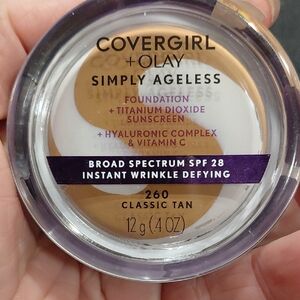 COVERGIRL
+OLAY
SIMPLY AGELESS
FOUNDATION
+TITANIUM DIOXIDE
SUNSCREEN
+HYALURONIC COMPLEX
& VITAMIN C
BROAD SPECTRUM SPF 28
INSTANT WRINKLE DEFYING
260
CLASSIC TAN
12 g (.4 OZ)